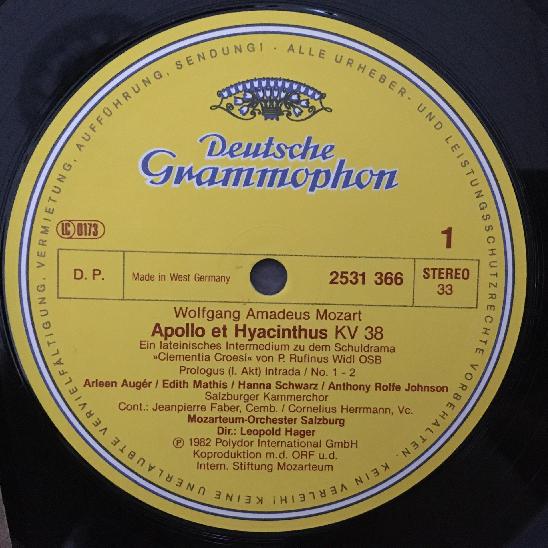 ALLE URHEBER- UND LEISTUNGSSCHUTZRECHTE VORBEHALTEN · KEIN VERLEIH! KEINE UNERLAUBTE VERVIELFÄLTIGUNG, VERMIETUNG, AUFFÜHRUNG, SENDUNG! ·
Deutsche
Grammophon
LC 0173
1
D. P.
Made in West Germany
2531 366
STEREO
33
Wolfgang Amadeus Mozart
Apollo et Hyacinthus KV 38
Ein lateinisches Intermedium zu dem Schuldrama
»Clementia Croesi« von P. Rufinus Widl OSB
Prologus (I. Akt) Intrada / No. 1 - 2
Arleen Augér / Edith Mathis / Hanna Schwarz / Anthony Rolfe Johnson
Salzburger Kammerchor
Cont.: Jeanpierre Faber, Cemb. / Cornelius Herrmann, Vc.
Mozarteum-Orchester Salzburg
Dir.: Leopold Hager
℗ 1982 Polydor International GmbH
Koproduktion m.d. ORF u.d.
Intern. Stiftung Mozarteum